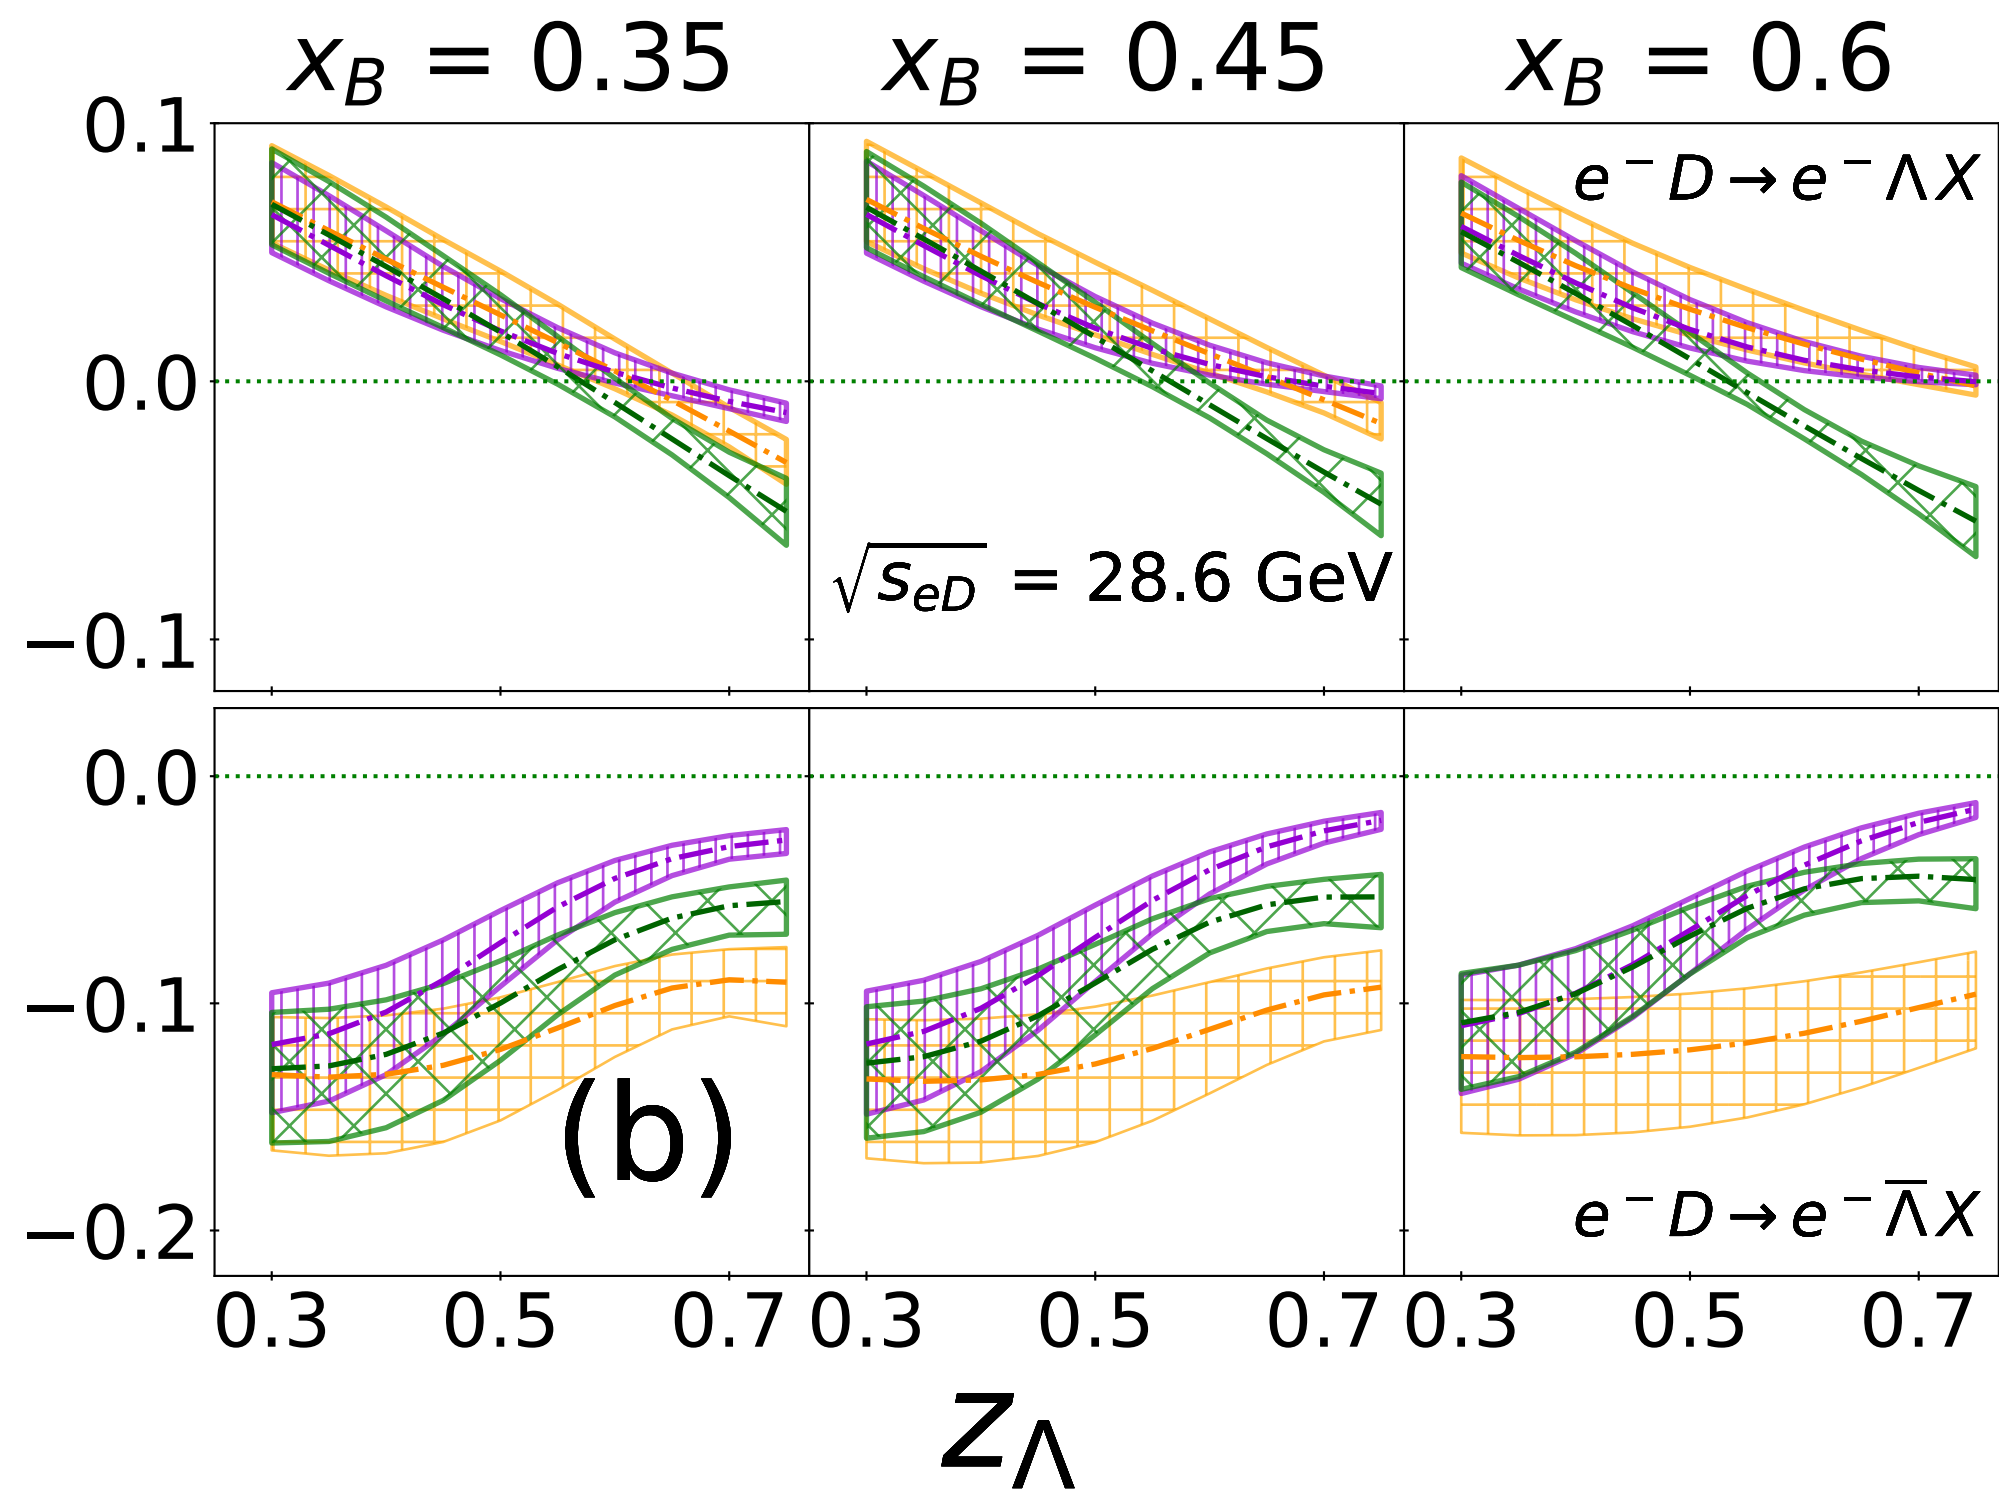 x_B = 0.35 x_B = 0.45 x_B = 0.6
0.1
e⁻D→e⁻ΛX
0.0
√s_eD = 28.6 GeV
−0.1
0.0
−0.1
(b)
e⁻D→e⁻Λ̅X
−0.2
0.3 0.5 0.7 0.3 0.5 0.7 0.3 0.5 0.7
z_Λ